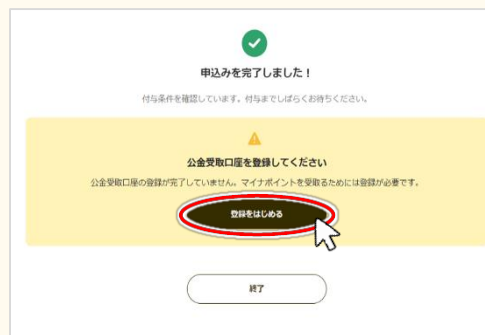 申込みを完了しました！
付与条件を確認しています。付与までしばらくお待ちください。
公金受取口座を登録してください
公金受取口座の登録が完了していません。マイナポイントを受取るためには登録が必要です。
登録をはじめる
終了